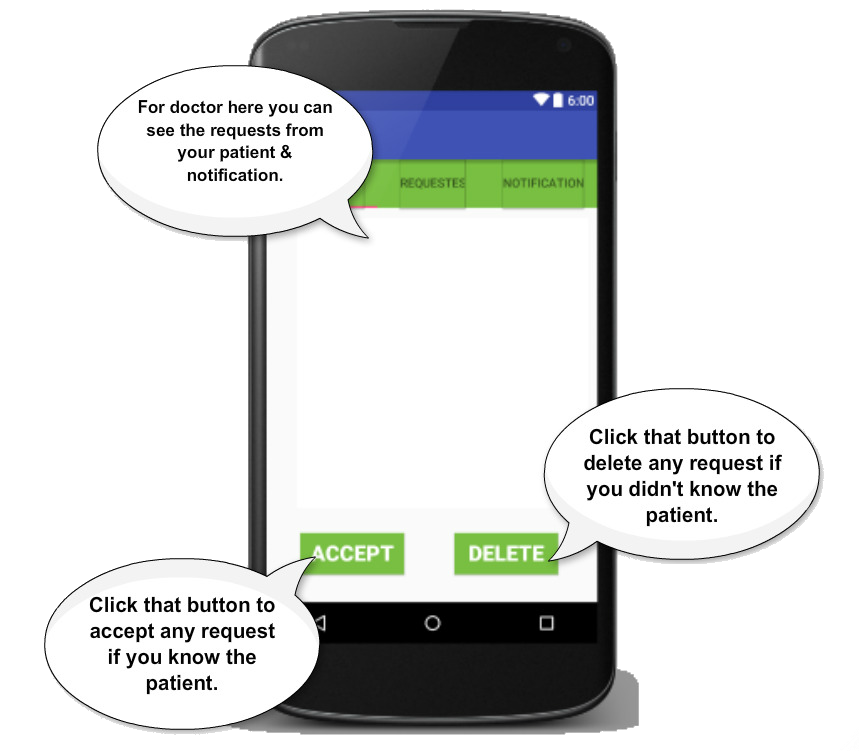 For doctor here you can
see the requests from
your patient &
notification.
6:00
REQUESTES
NOTIFICATION
Click that button to
delete any request if
you didn't know the
patient.
ACCEPT
DELETE
Click that button to
accept any request
if you know the
patient.